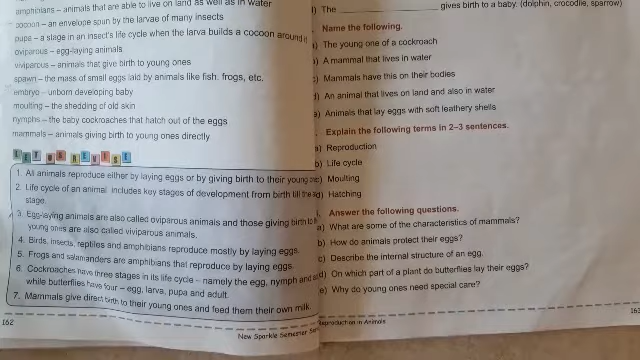 amphibians – animals that are able to live on land as well as in water
cocoon – an envelope spun by the larvae of many insects
pupa – a stage in an insect's life cycle when the larva builds a cocoon around it
oviparous – egg-laying animals
viviparous – animals that give birth to young ones
spawn – the mass of small eggs laid by animals like fish, frogs, etc.
embryo – unborn developing baby
moulting – the shedding of old skin
nymphs – the baby cockroaches that hatch out of the eggs
mammals – animals giving birth to young ones directly
LET US REVISE!
1. All animals reproduce either by laying eggs or by giving birth to their young
2. Life cycle of an animal includes key stages of development from birth till the
stage.
3. Egg-laying animals are also called oviparous animals and those giving birth to
young ones are also called viviparous animals.
4. Birds, insects, reptiles and amphibians reproduce mostly by laying eggs.
5. Frogs and salamanders are amphibians that reproduce by laying eggs.
6. Cockroaches have three stages in its life cycle – namely the egg, nymph and
while butterflies have four – egg, larva, pupa and adult.
7. Mammals give direct birth to their young ones and feed them their own milk.
162
New Sparkle Semester
The ____________ gives birth to a baby. (dolphin, crocodile, sparrow)
Name the following.
The young one of a cockroach
b) A mammal that lives in water
c) Mammals have this on their bodies
d) An animal that lives on land and also in water
e) Animals that lay eggs with soft leathery shells
Explain the following terms in 2–3 sentences.
a) Reproduction
b) Life cycle
c) Moulting
d) Hatching
Answer the following questions.
a) What are some of the characteristics of mammals?
b) How do animals protect their eggs?
c) Describe the internal structure of an egg.
d) On which part of a plant do butterflies lay their eggs?
e) Why do young ones need special care?
Reproduction in Animals
163